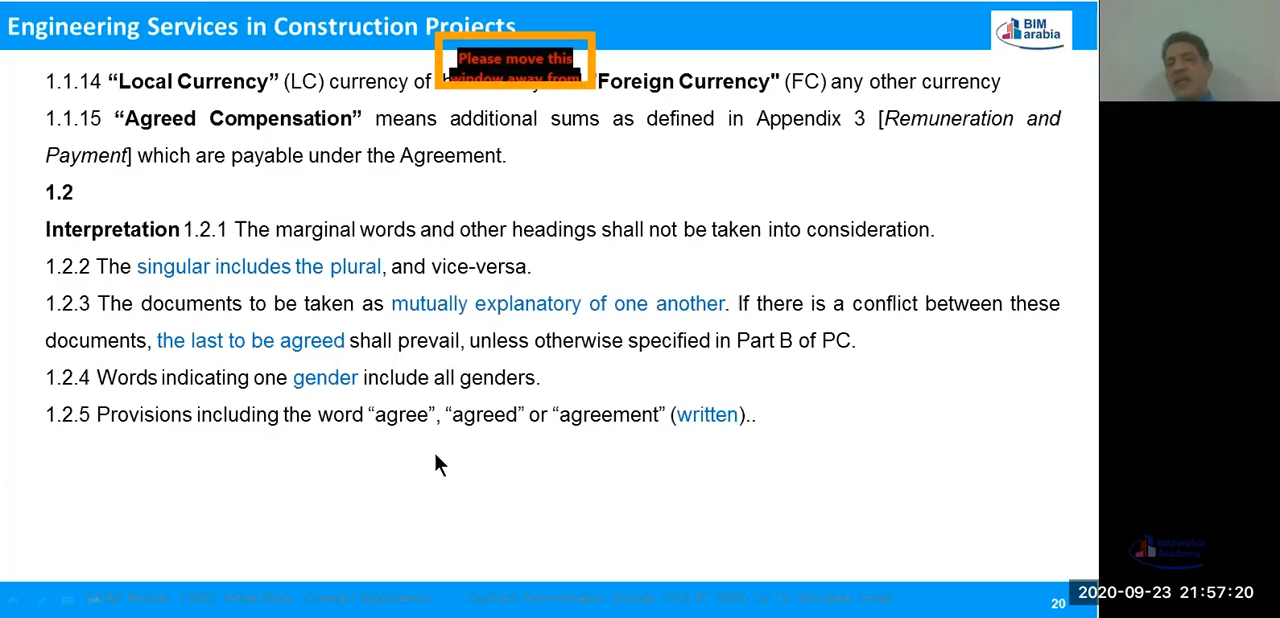 Engineering Services in Construction Projects
BIM
arabia
Please move this
window away from
1.1.14 “Local Currency” (LC) currency of "Foreign Currency" (FC) any other currency
1.1.15 “Agreed Compensation” means additional sums as defined in Appendix 3 [Remuneration and
Payment] which are payable under the Agreement.
1.2
Interpretation 1.2.1 The marginal words and other headings shall not be taken into consideration.
1.2.2 The singular includes the plural, and vice-versa.
1.2.3 The documents to be taken as mutually explanatory of one another. If there is a conflict between these
documents, the last to be agreed shall prevail, unless otherwise specified in Part B of PC.
1.2.4 Words indicating one gender include all genders.
1.2.5 Provisions including the word “agree”, “agreed” or “agreement” (written)..
BIMarabia
Academy
20
2020-09-23 21:57:20